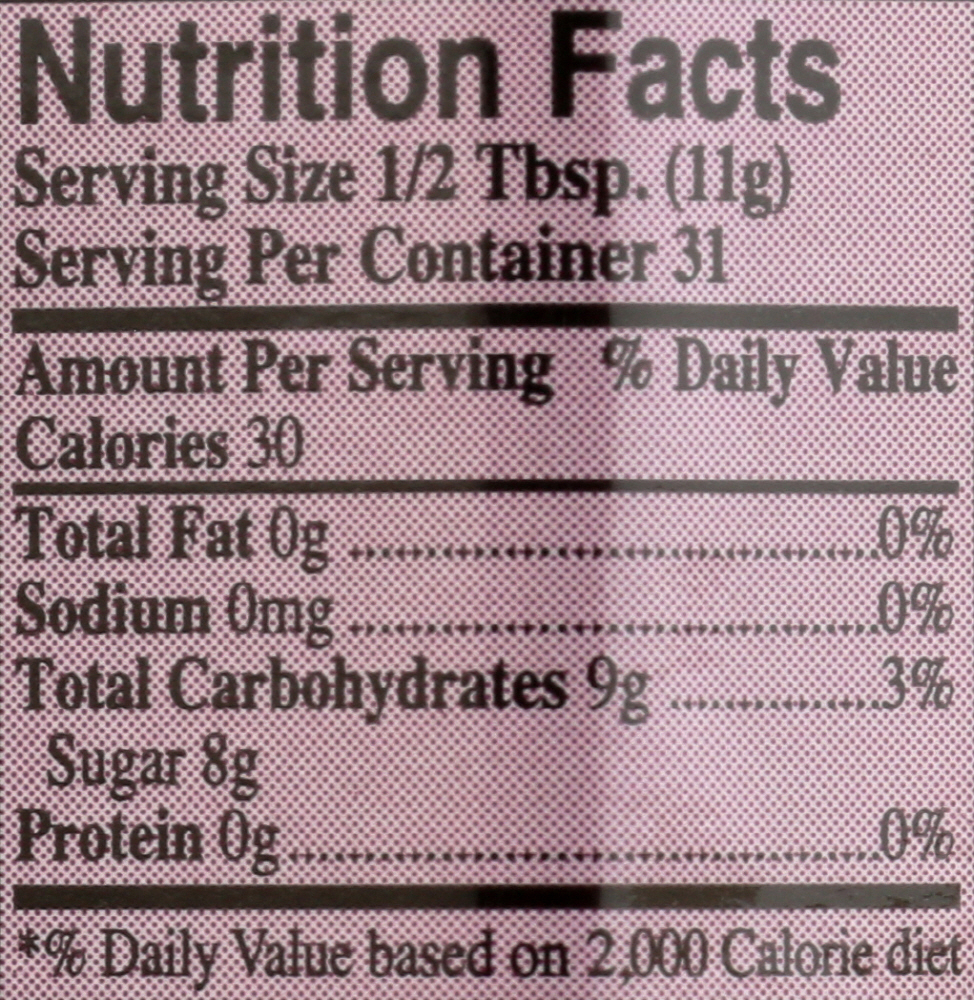 Nutrition Facts
Serving Size 1/2 Tbsp. (11g)
Serving Per Container 31
Amount Per Serving % Daily Value
Calories 30
Total Fat 0g ........................................0%
Sodium 0mg ........................................0%
Total Carbohydrates 9g ...............3%
Sugar 8g
Protein 0g ........................................0%
*% Daily Value based on 2,000 Calorie diet